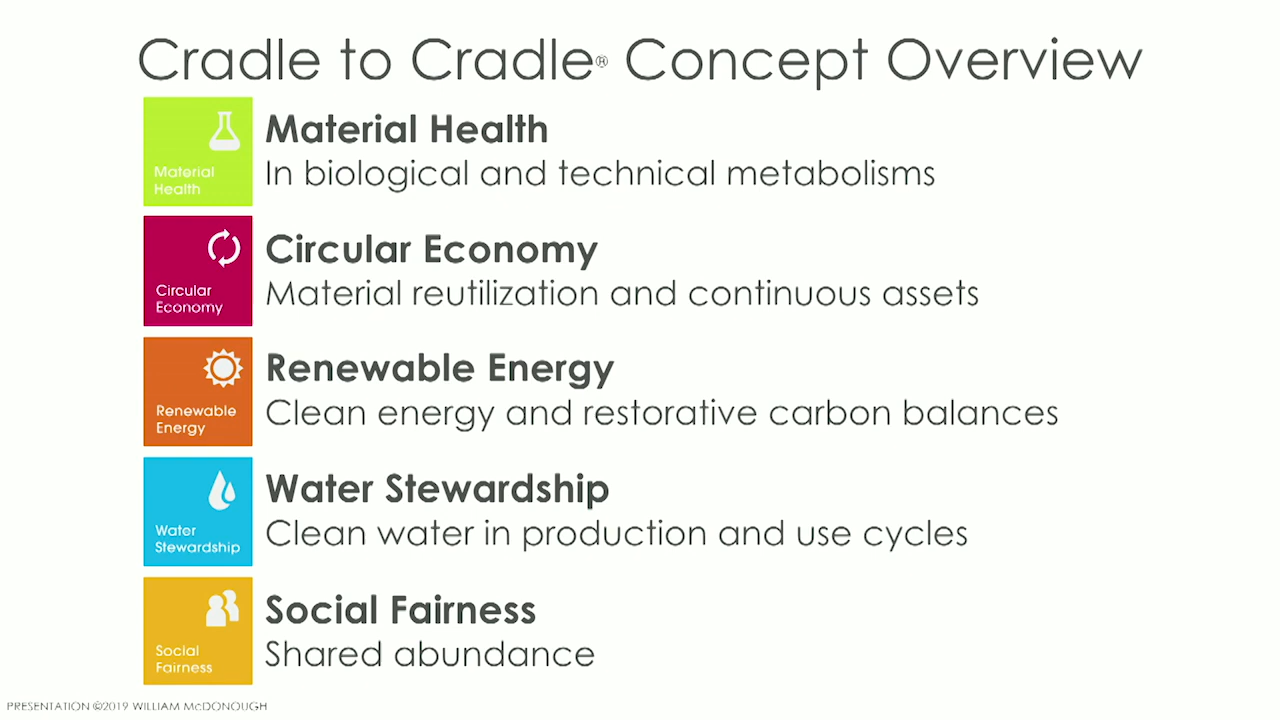 Cradle to Cradle® Concept Overview
Material
Health
Material Health
In biological and technical metabolisms
Circular
Economy
Circular Economy
Material reutilization and continuous assets
Renewable
Energy
Renewable Energy
Clean energy and restorative carbon balances
Water
Stewardship
Water Stewardship
Clean water in production and use cycles
Social
Fairness
Social Fairness
Shared abundance
PRESENTATION ©2019 WILLIAM McDONOUGH